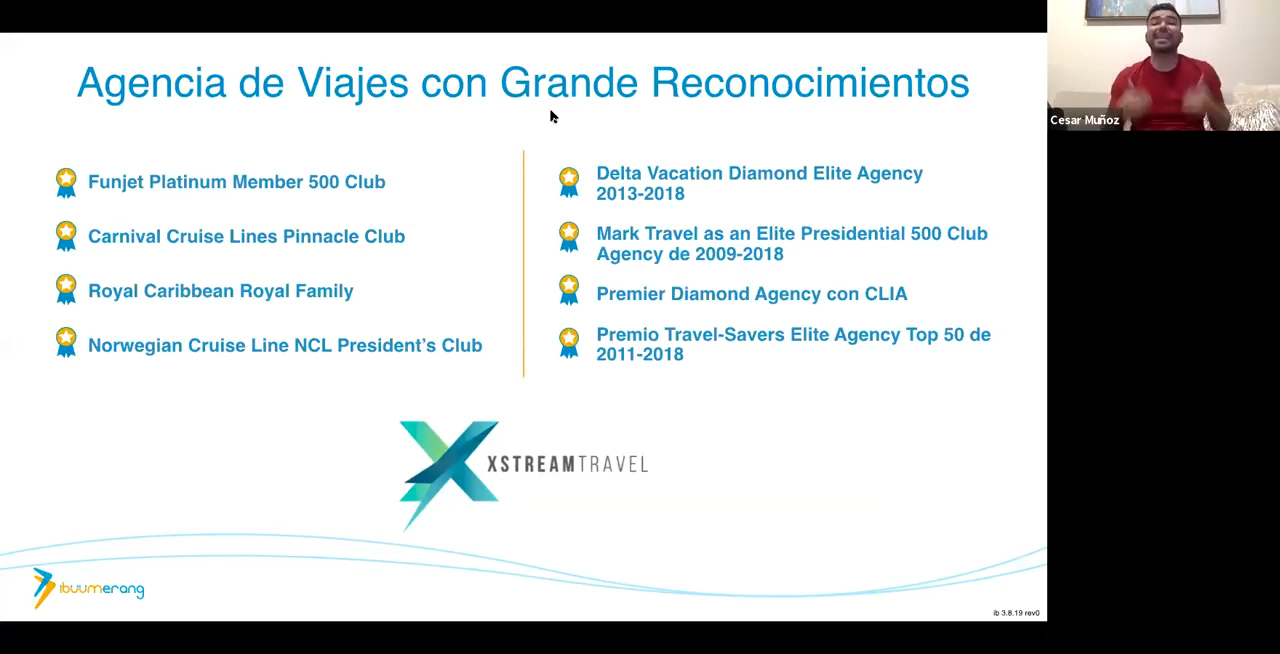 Agencia de Viajes con Grande Reconocimientos
Cesar Muñoz
Funjet Platinum Member 500 Club
Carnival Cruise Lines Pinnacle Club
Royal Caribbean Royal Family
Norwegian Cruise Line NCL President’s Club
Delta Vacation Diamond Elite Agency
2013-2018
Mark Travel as an Elite Presidential 500 Club
Agency de 2009-2018
Premier Diamond Agency con CLIA
Premio Travel-Savers Elite Agency Top 50 de
2011-2018
XSTREAMTRAVEL
ibuumerang
ib 3.8.19 rev0